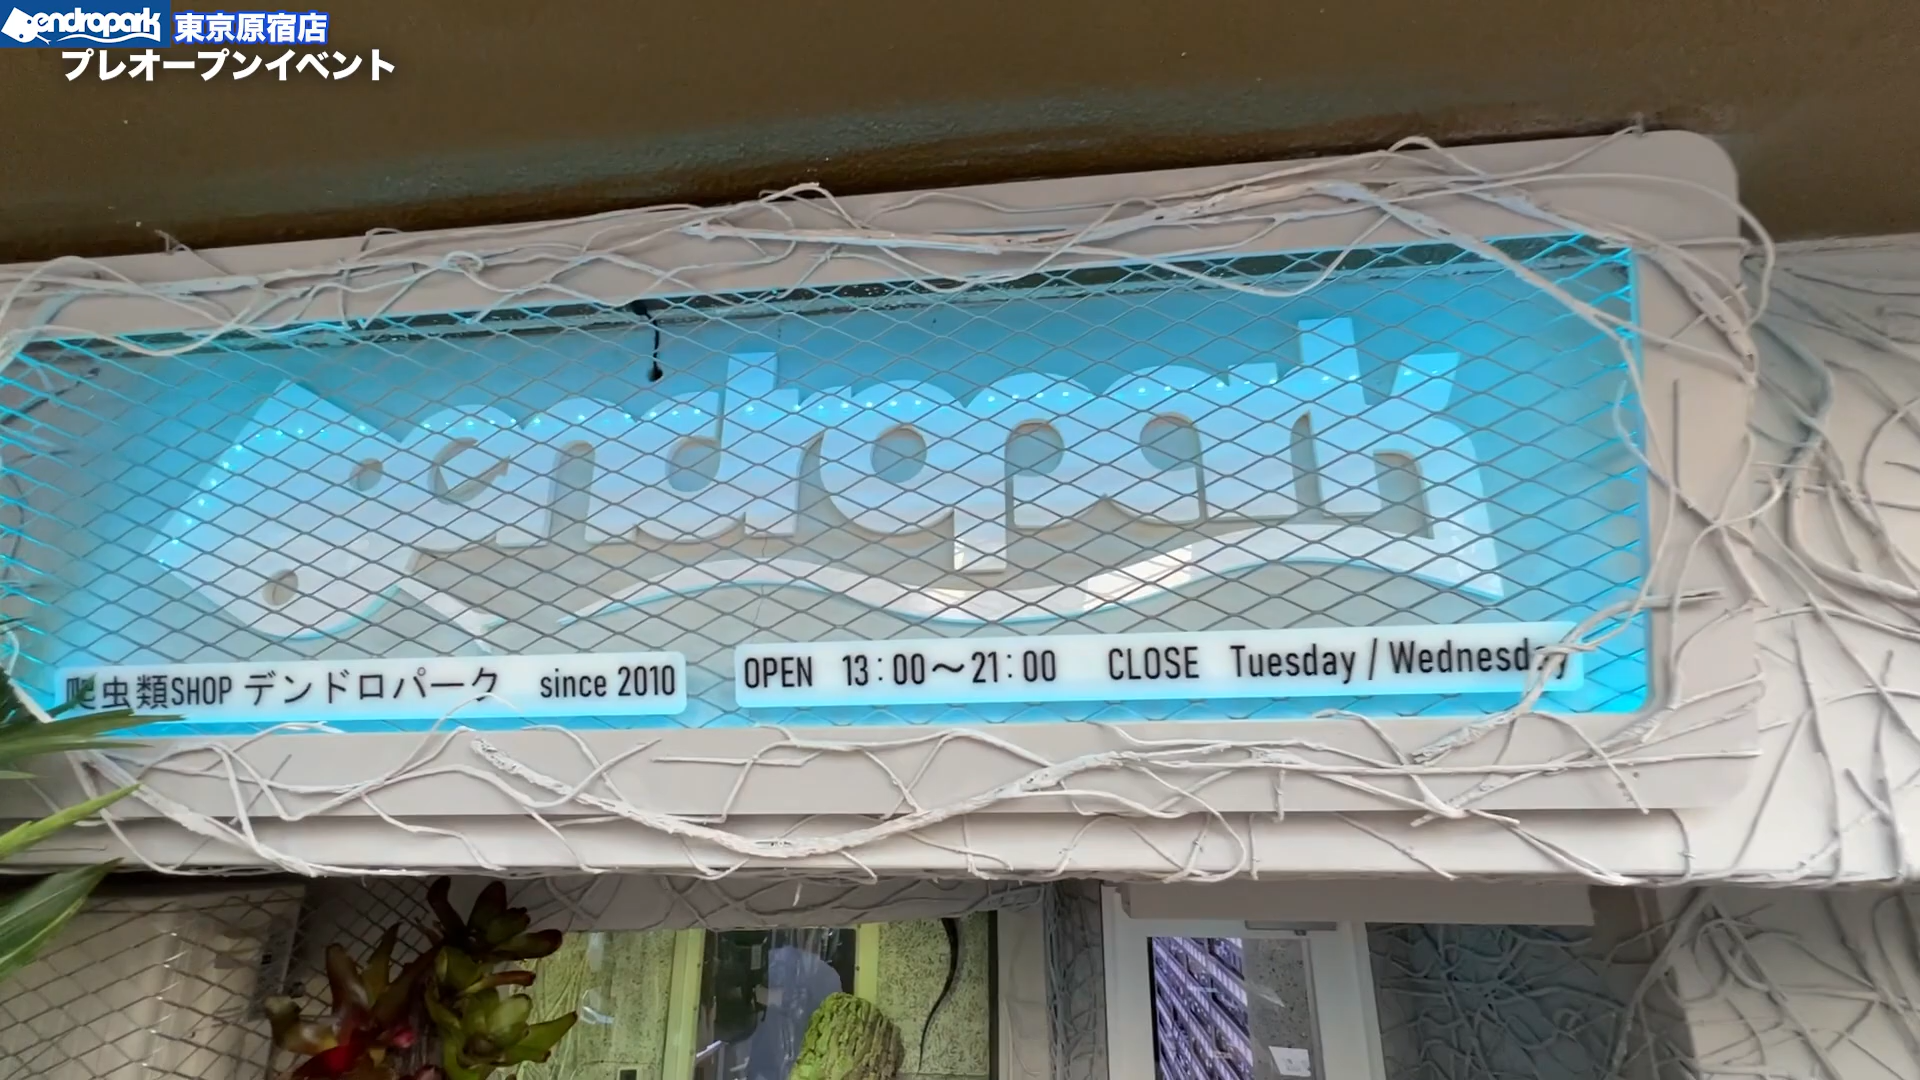 Dendropark 東京原宿店
プレオープンイベント
Dendropark
爬虫類SHOP デンドロパーク since 2010
OPEN 13:00〜21:00 CLOSE Tuesday / Wednesday